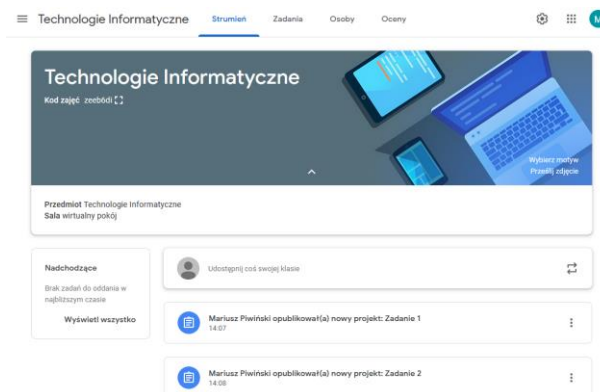 Technologie Informatyczne Strumień Zadania Osoby Oceny M
Technologie Informatyczne
Kod zajęć zeeb6di
Wybierz motyw
Prześlij zdjęcie
Przedmiot Technologie Informatyczne
Sala wirtualny pokój
Nadchodzące
Brak zadań do oddania w
najbliższym czasie
Wyświetl wszystko
Udostępnij coś swojej klasie
Mariusz Piwiński opublikował(a) nowy projekt: Zadanie 1
14:07
Mariusz Piwiński opublikował(a) nowy projekt: Zadanie 2
14:08